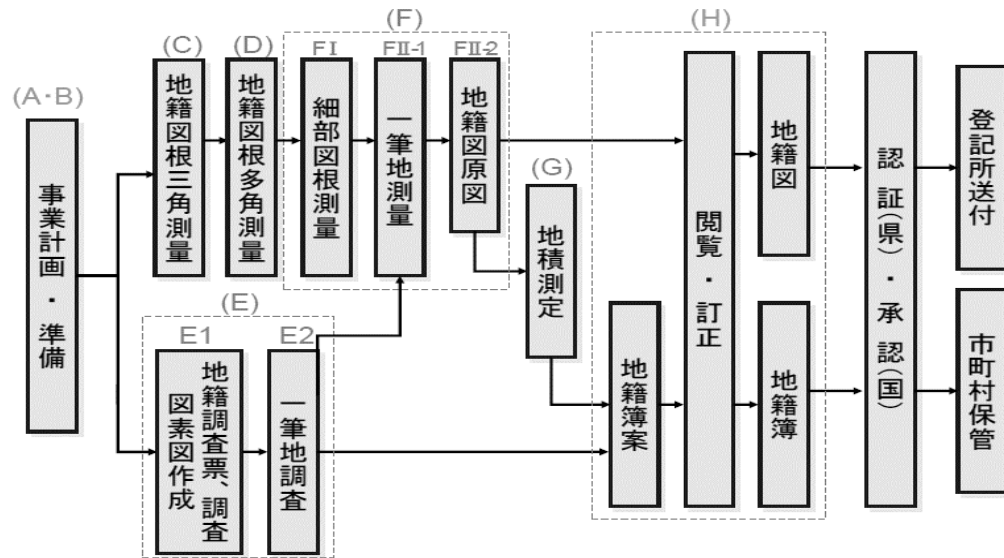 (A・B)
事業計画・準備
(C)
地籍図根三角測量
(D)
地籍図根多角測量
(E)
E1
地籍調査票、調査
図素図作成
E2
一筆地調査
(F)
FⅠ
細部図根測量
FⅡ-1
一筆地測量
FⅡ-2
地籍図原図
(G)
地積測定
(H)
地籍簿案
閲覧・訂正
地籍図
地籍簿
認証(県)・承認(国)
登記所送付
市町村保管